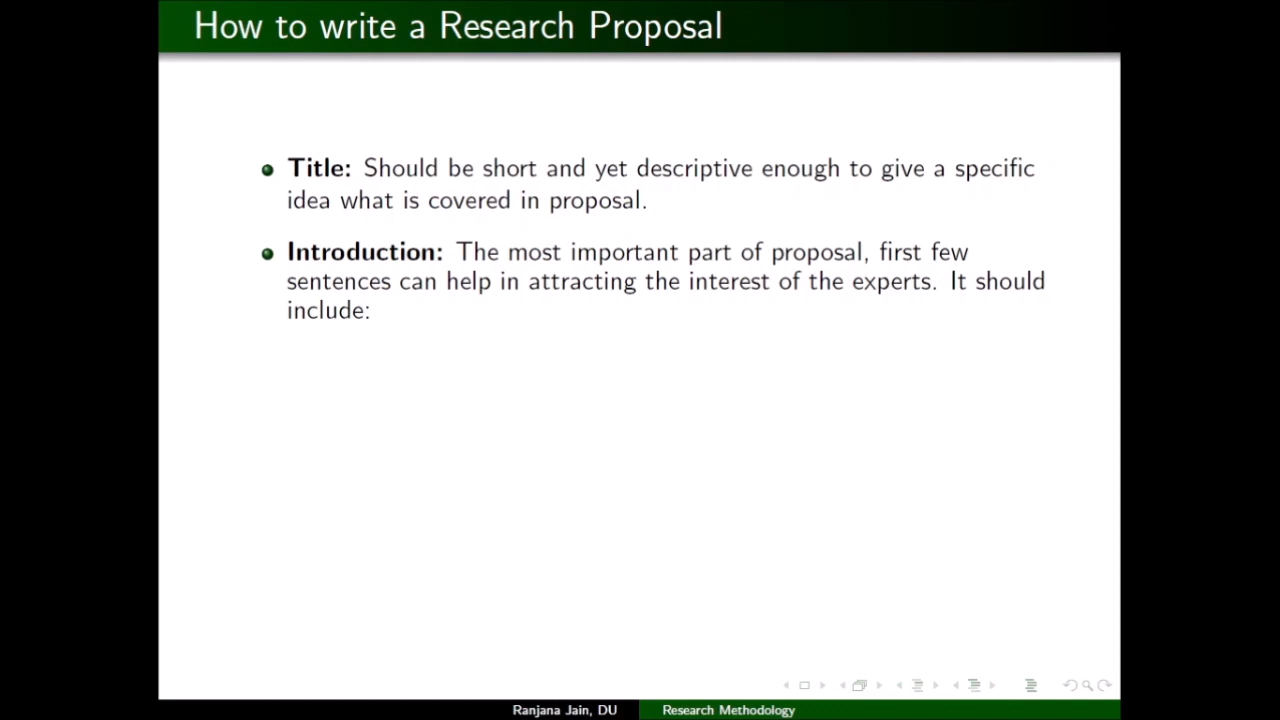 How to write a Research Proposal
Title: Should be short and yet descriptive enough to give a specific
idea what is covered in proposal.
Introduction: The most important part of proposal, first few
sentences can help in attracting the interest of the experts. It should
include:
Ranjana Jain, DU
Research Methodology